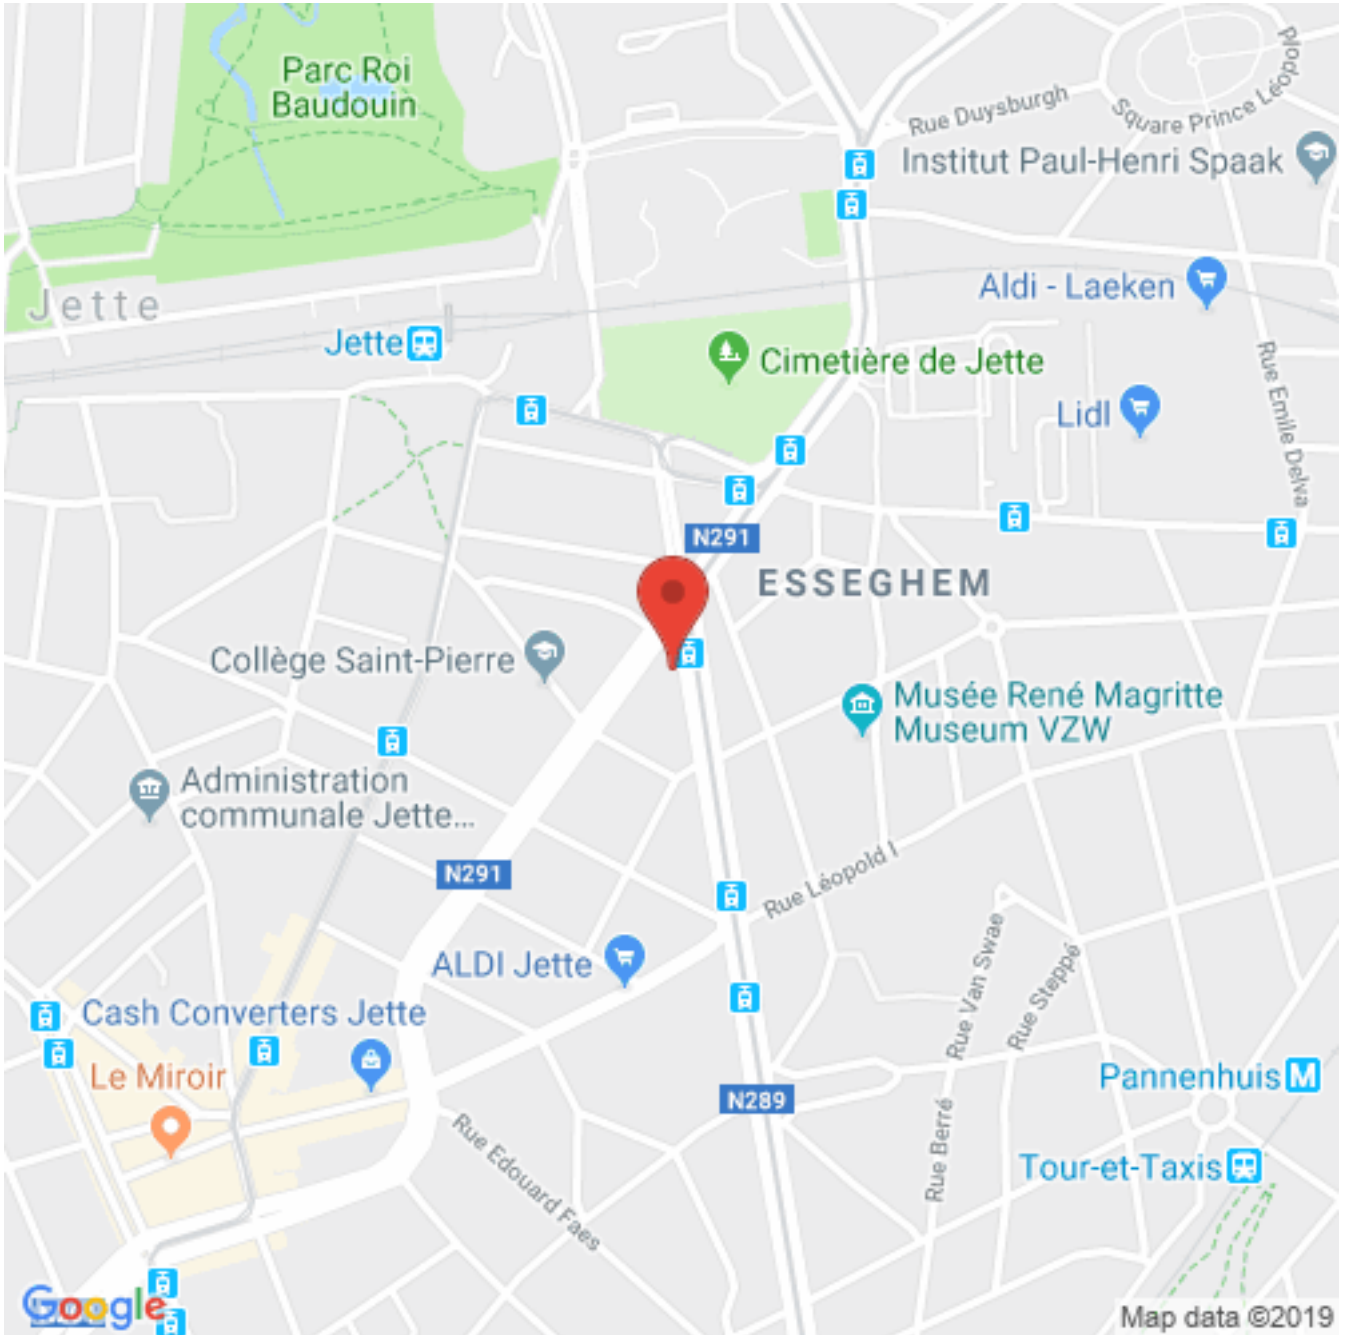 Parc Roi
Baudouin
Rue Duysburgh
Square Prince Léopold
Institut Paul-Henri Spaak
Aldi - Laeken
Jette
Jette
Cimetière de Jette
Lidl
Rue Emile Delva
N291
ESSEGHEM
Collège Saint-Pierre
Musée René Magritte
Museum VZW
Administration
communale Jette...
N291
Rue Léopold I
ALDI Jette
Rue Van Swae
Rue Steppé
Cash Converters Jette
Le Miroir
Pannenhuis M
N289
Rue Berré
Rue Edouard Faes
Tour-et-Taxis
Google
Map data ©2019